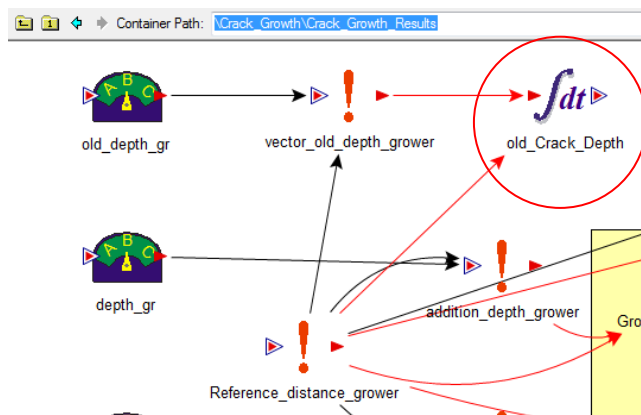 Container Path: \Crack_Growth\Crack_Growth_Results
A B C
∫dt
old_depth_gr
vector_old_depth_grower
old_Crack_Depth
A B C
depth_gr
addition_depth_grower
Gro
Reference_distance_grower